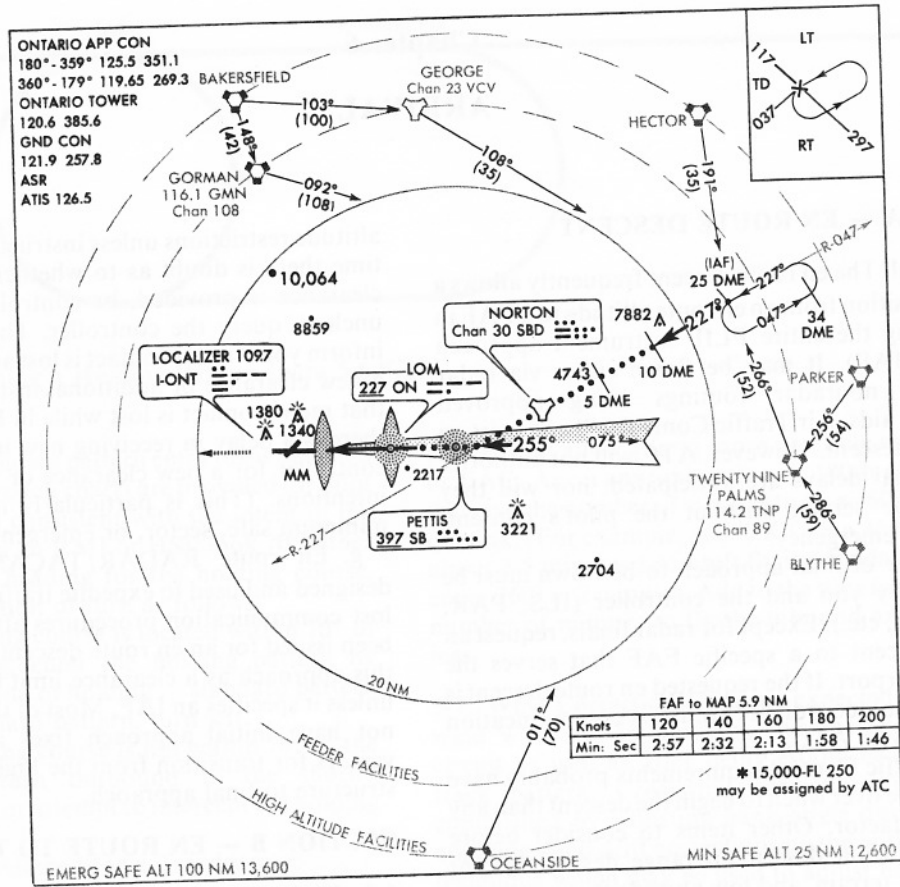 ONTARIO APP CON
180°-359° 125.5 351.1
360°-179° 119.65 269.3
ONTARIO TOWER
120.6 385.6
GND CON
121.9 257.8
ASR
ATIS 126.5
BAKERSFIELD
103°
(100)
GEORGE
Chan 23 VCV
148°
(42)
GORMAN
116.1 GMN
Chan 108
092°
(108)
108°
(35)
HECTOR
191°
(35)
LT
117
TD
037
RT
297
R-047
(IAF)
25 DME
227°
047°
34
DME
227°
7882
10 DME
10,064
8859
NORTON
Chan 30 SBD
4743
5 DME
LOCALIZER 1097
I-ONT
LOM
227 ON
1380
1340
MM
255°
075°
2217
R-227
PETTIS
397 SB
3221
2704
266°
(52)
PARKER
256°
(54)
TWENTYNINE
PALMS
114.2 TNP
Chan 89
286°
(59)
BLYTHE
20 NM
FEEDER FACILITIES
HIGH ALTITUDE FACILITIES
011°
(70)
OCEANSIDE
FAF to MAP 5.9 NM
Knots 120 140 160 180 200
Min: Sec 2:57 2:32 2:13 1:58 1:46
✱15,000-FL 250
may be assigned by ATC
EMERG SAFE ALT 100 NM 13,600
MIN SAFE ALT 25 NM 12,600